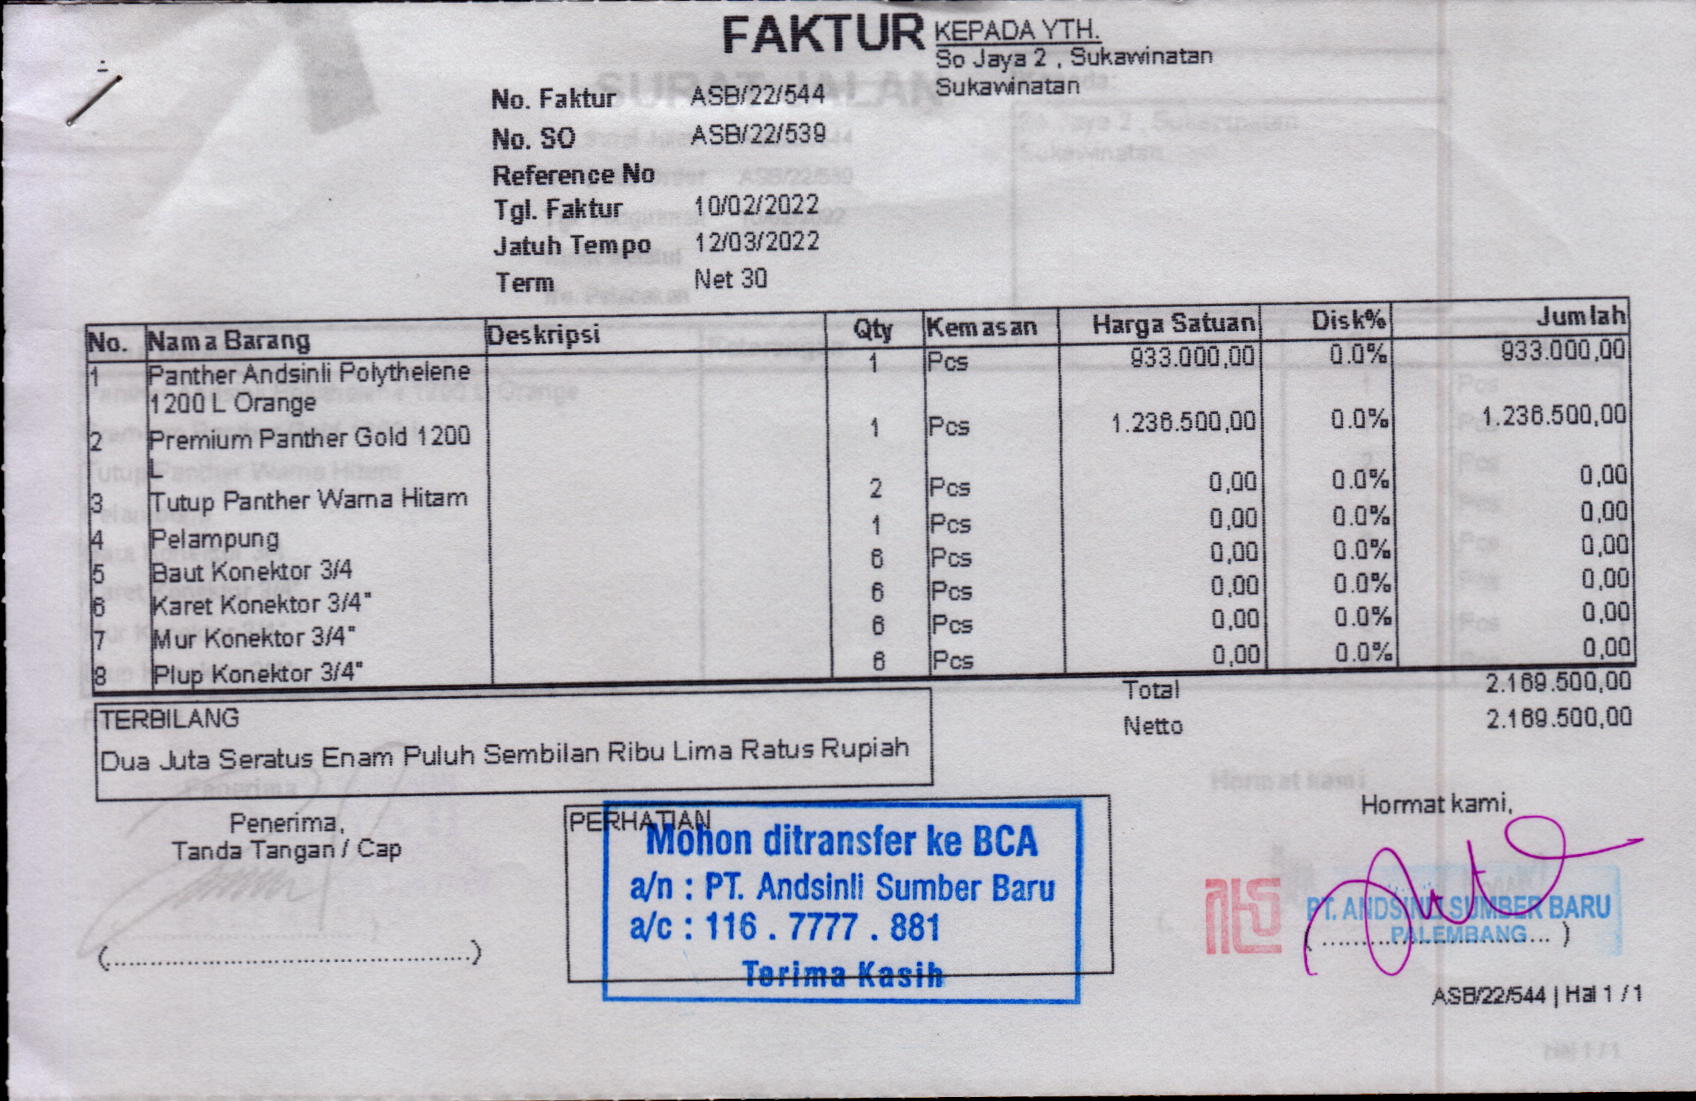 FAKTUR
KEPADA YTH.
So Jaya 2 , Sukawinatan
Sukawinatan
No. Faktur ASB/22/544
No. SO ASB/22/539
Reference No
Tgl. Faktur 10/02/2022
Jatuh Tempo 12/03/2022
Term Net 30
No. Nama Barang Deskripsi Qty Kemasan Harga Satuan Disk% Jumlah
1 Panther Andsinli Polythelene 1 Pcs 933.000,00 0.0% 933.000,00
1200 L Orange
2 Premium Panther Gold 1200 1 Pcs 1.236.500,00 0.0% 1.236.500,00
L
3 Tutup Panther Warna Hitam 2 Pcs 0,00 0.0% 0,00
4 Pelampung 1 Pcs 0,00 0.0% 0,00
5 Baut Konektor 3/4 6 Pcs 0,00 0.0% 0,00
6 Karet Konektor 3/4" 6 Pcs 0,00 0.0% 0,00
7 Mur Konektor 3/4" 6 Pcs 0,00 0.0% 0,00
8 Plup Konektor 3/4" 6 Pcs 0,00 0.0% 0,00
Total 2.169.500,00
Netto 2.169.500,00
TERBILANG
Dua Juta Seratus Enam Puluh Sembilan Ribu Lima Ratus Rupiah
Penerima,
Tanda Tangan / Cap
(.................................................)
PERHATIAN
Mohon ditransfer ke BCA
a/n : PT. Andsinli Sumber Baru
a/c : 116 . 7777 . 881
Terima Kasih
Hormat kami,
PT. ANDSINLI SUMBER BARU
PALEMBANG
ASB/22/544 | Hal 1 / 1